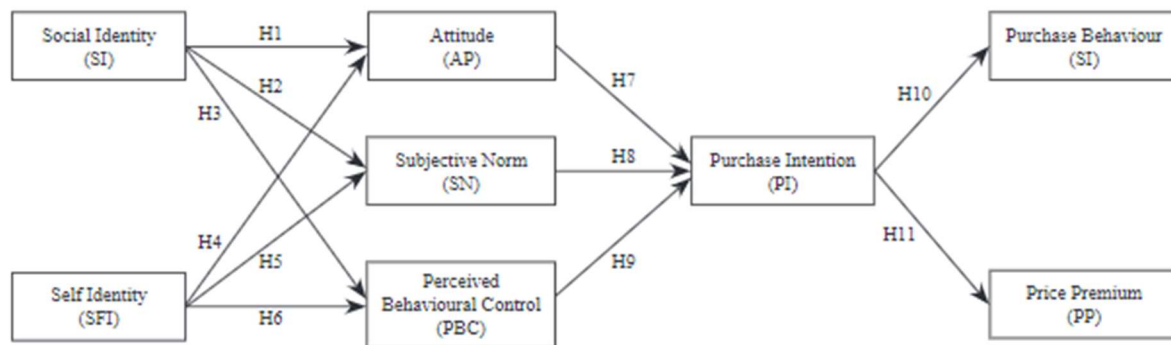 Social Identity
(SI)
H1
Attitude
(AP)
Purchase Behaviour
(SI)
H2
H7
H10
H3
Subjective Norm
(SN)
H8
Purchase Intention
(PI)
H4
H5
H9
H11
Self Identity
(SFI)
H6
Perceived
Behavioural Control
(PBC)
Price Premium
(PP)